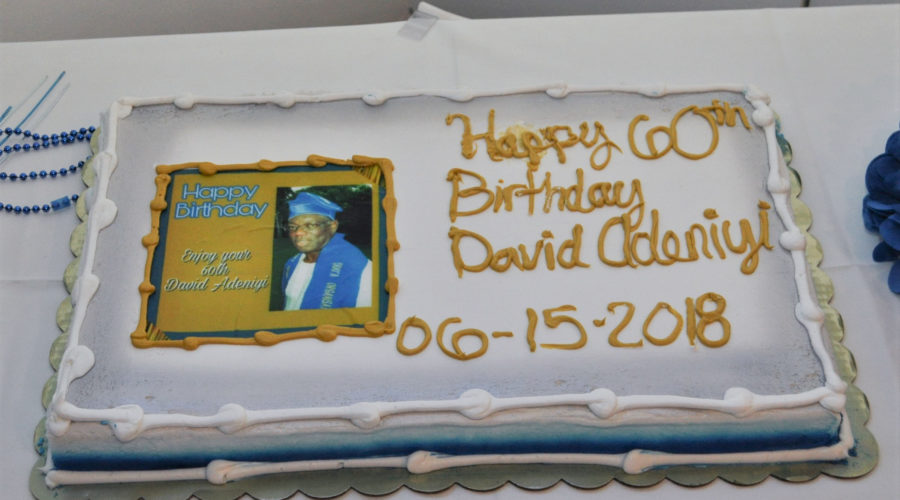 Happy Birthday
Enjoy your
60th
David Adeniyi
Happy 60th
Birthday
David Adeniyi
06-15-2018